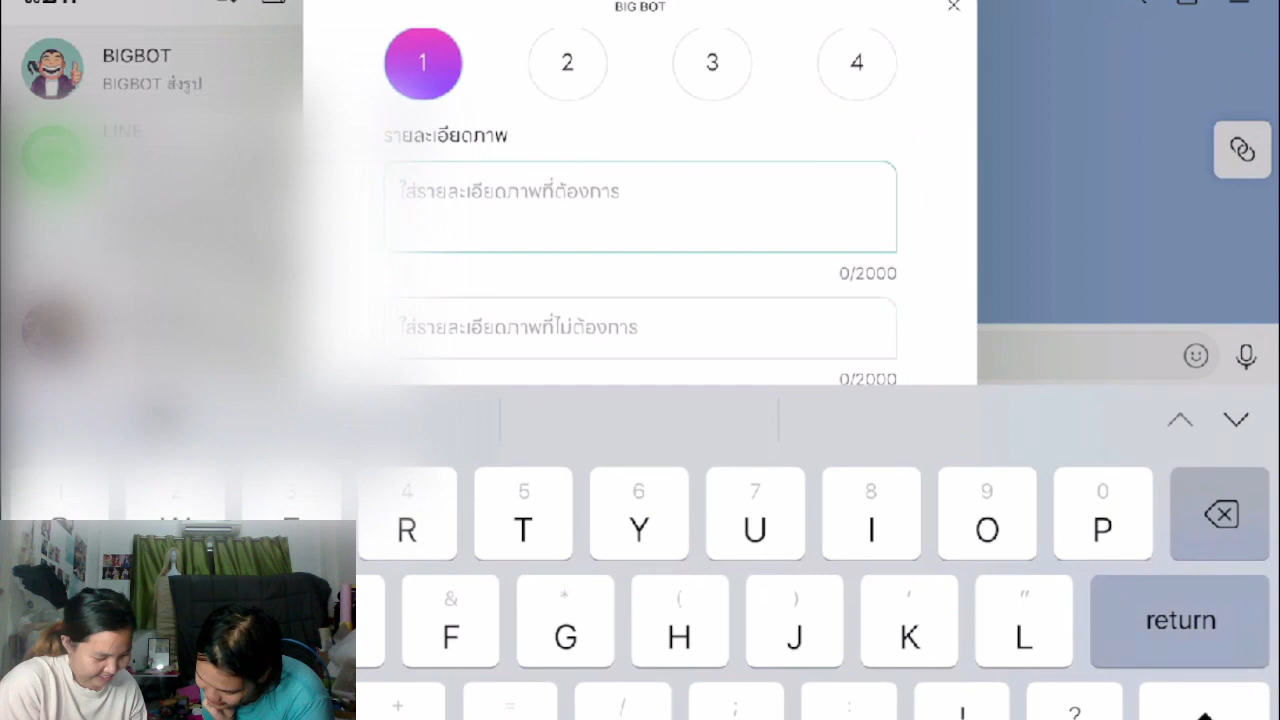 BIG BOT
BIGBOT
BIGBOT ส่งรูป
LINE
1
2
3
4
รายละเอียดภาพ
ใส่รายละเอียดภาพที่ต้องการ
0/2000
ใส่รายละเอียดภาพที่ไม่ต้องการ
0/2000
4 5 6 7 8 9 0
R T Y U I O P
& * ( ) ' "
F G H J K L
return
+ = / ; : ! ?